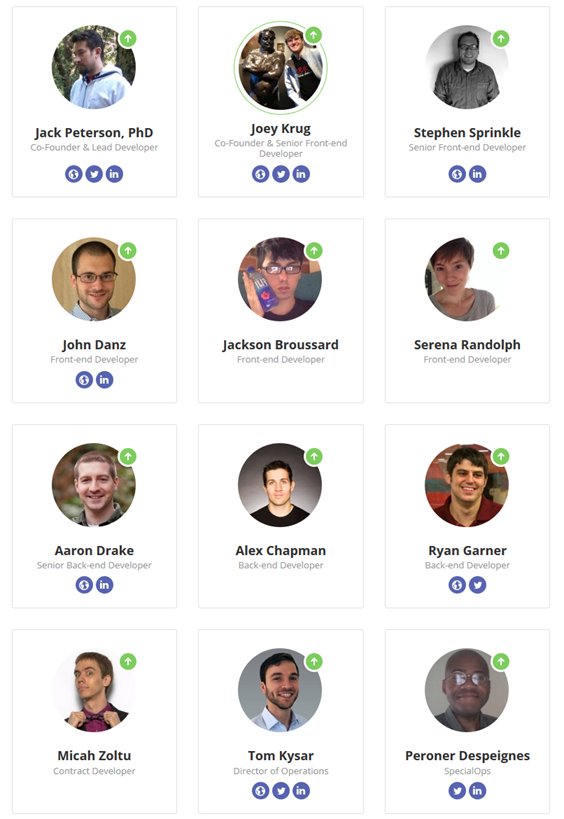 Jack Peterson, PhD
Co-Founder & Lead Developer
Joey Krug
Co-Founder & Senior Front-end
Developer
Stephen Sprinkle
Senior Front-end Developer
John Danz
Front-end Developer
Jackson Broussard
Front-end Developer
Serena Randolph
Front-end Developer
Aaron Drake
Senior Back-end Developer
Alex Chapman
Back-end Developer
Ryan Garner
Back-end Developer
Micah Zoltu
Contract Developer
Tom Kysar
Director of Operations
Peroner Despeignes
SpecialOps